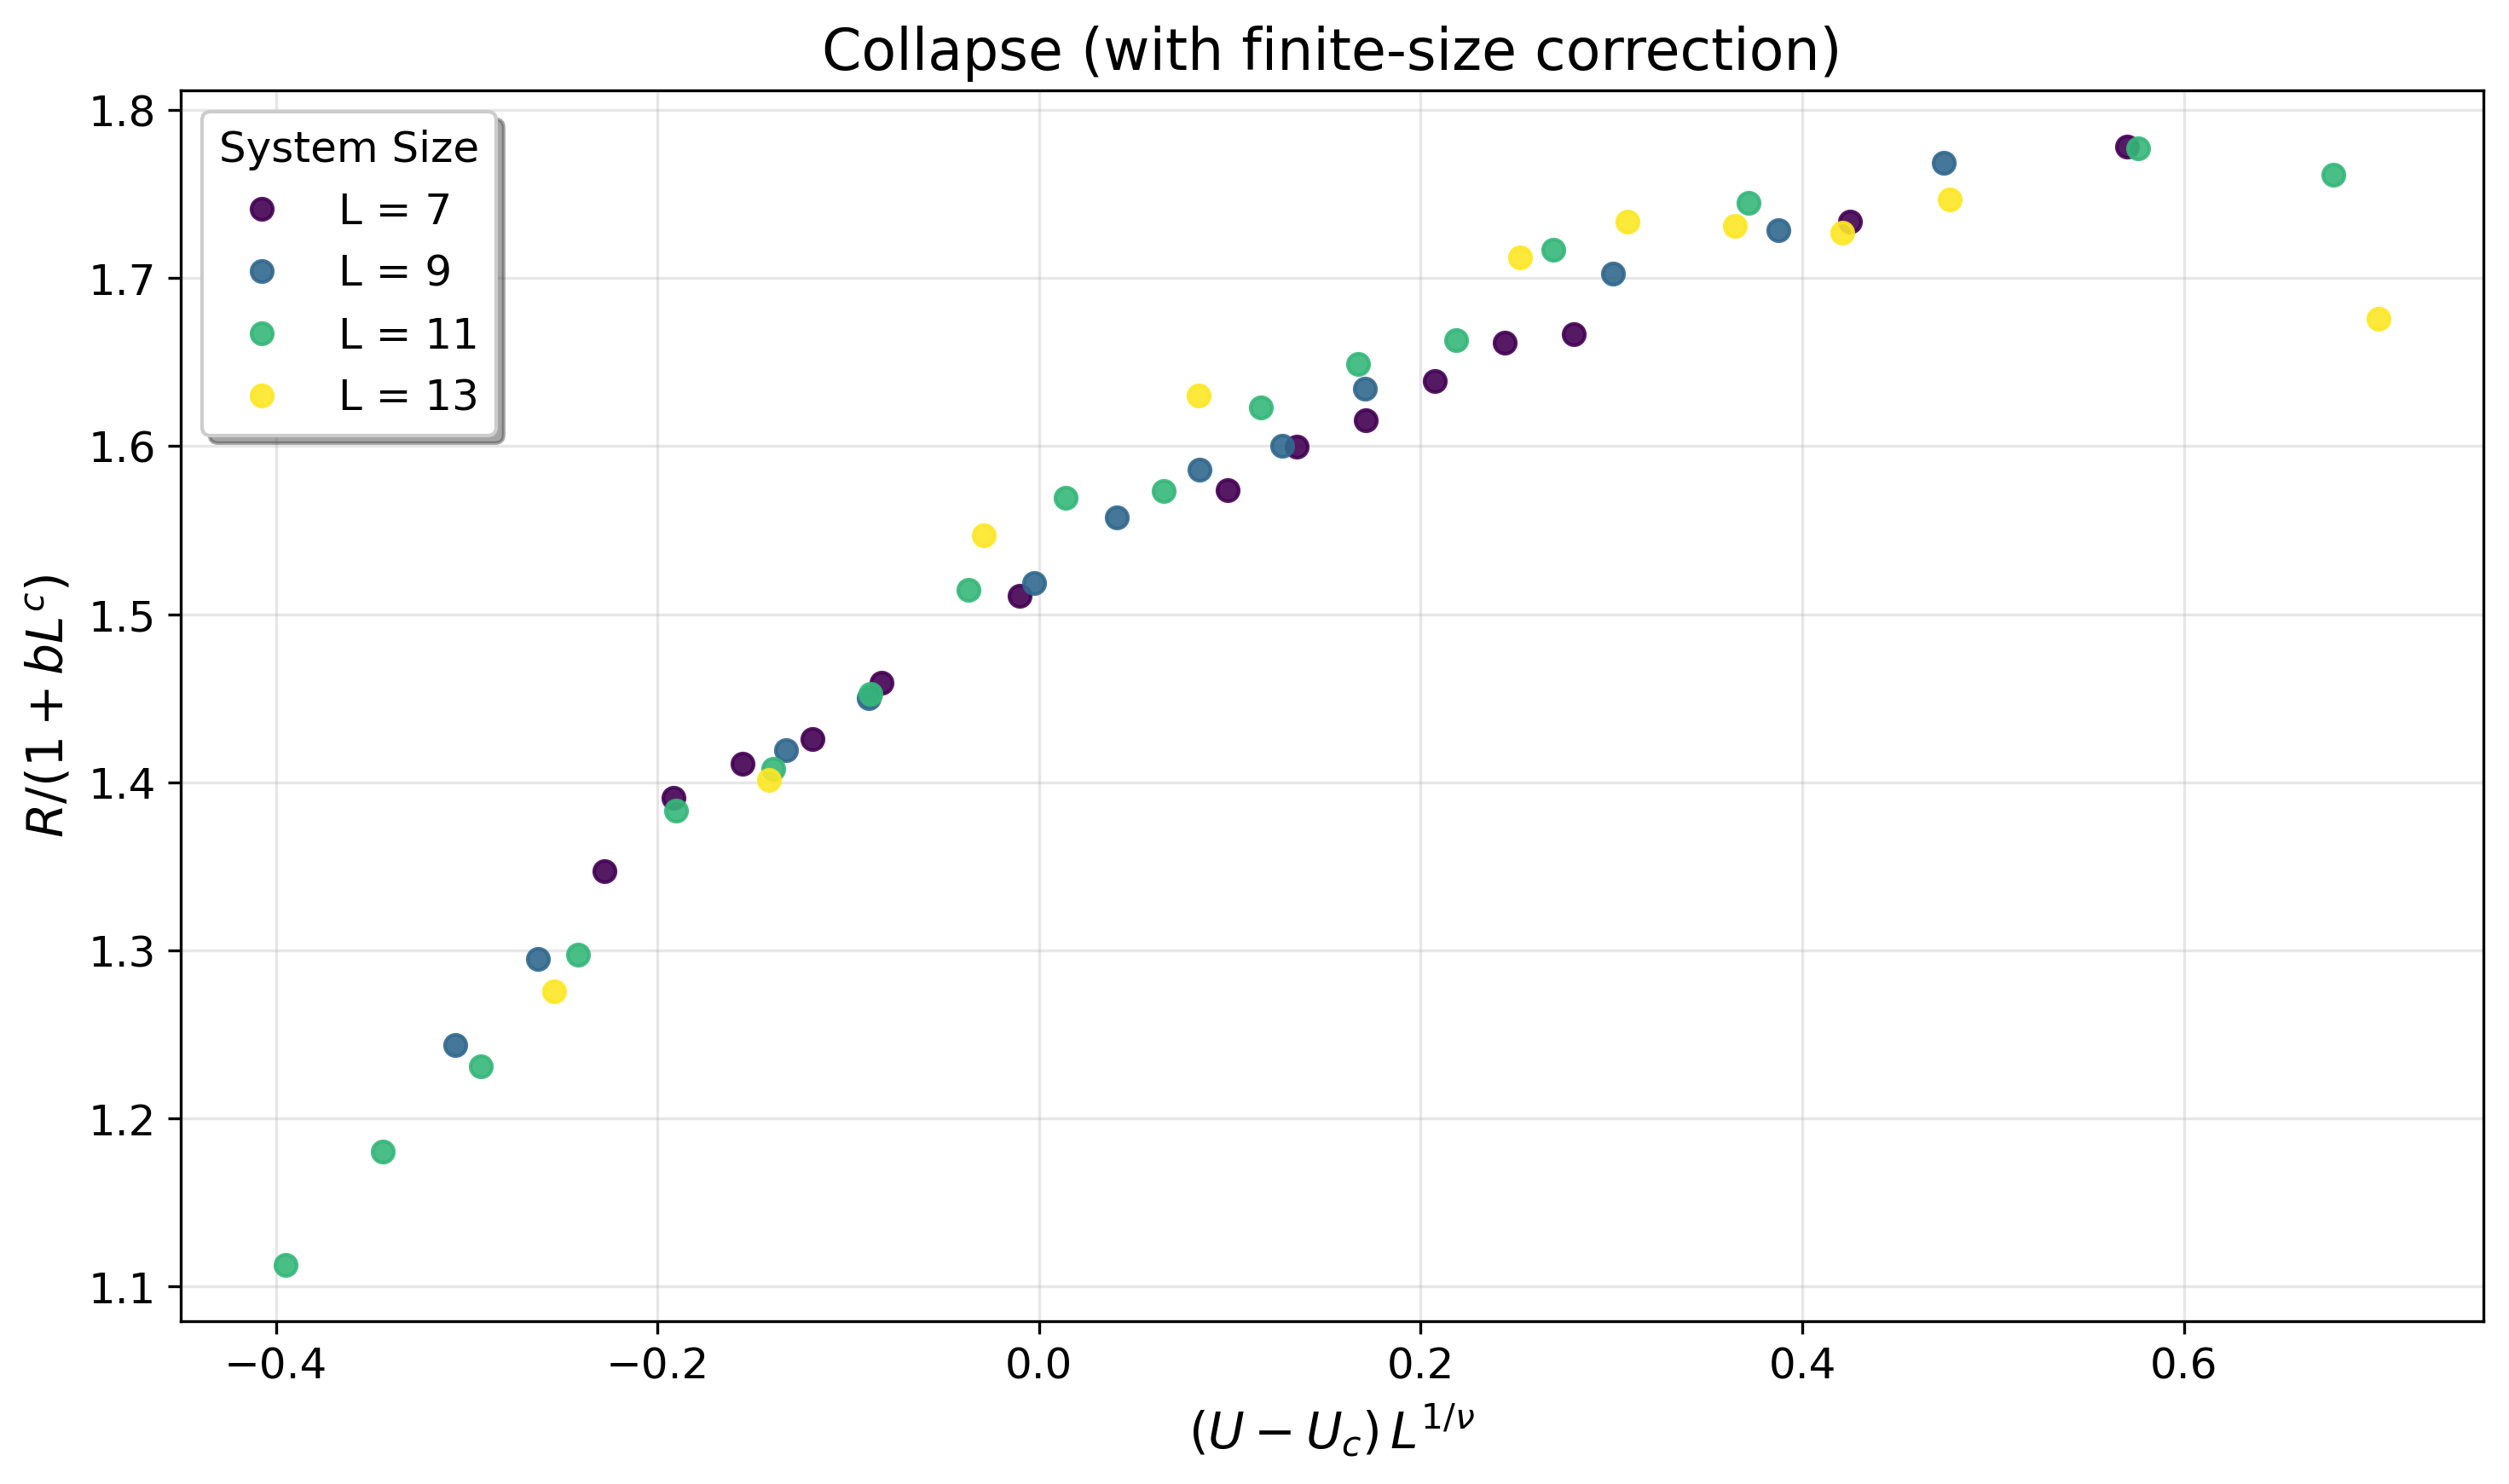 Collapse (with finite-size correction)
System Size
L = 7
L = 9
L = 11
L = 13
1.8
1.7
1.6
1.5
1.4
1.3
1.2
1.1
R/(1 + bL^c)
−0.4 −0.2 0.0 0.2 0.4 0.6
(U − U_c) L^{1/ν}